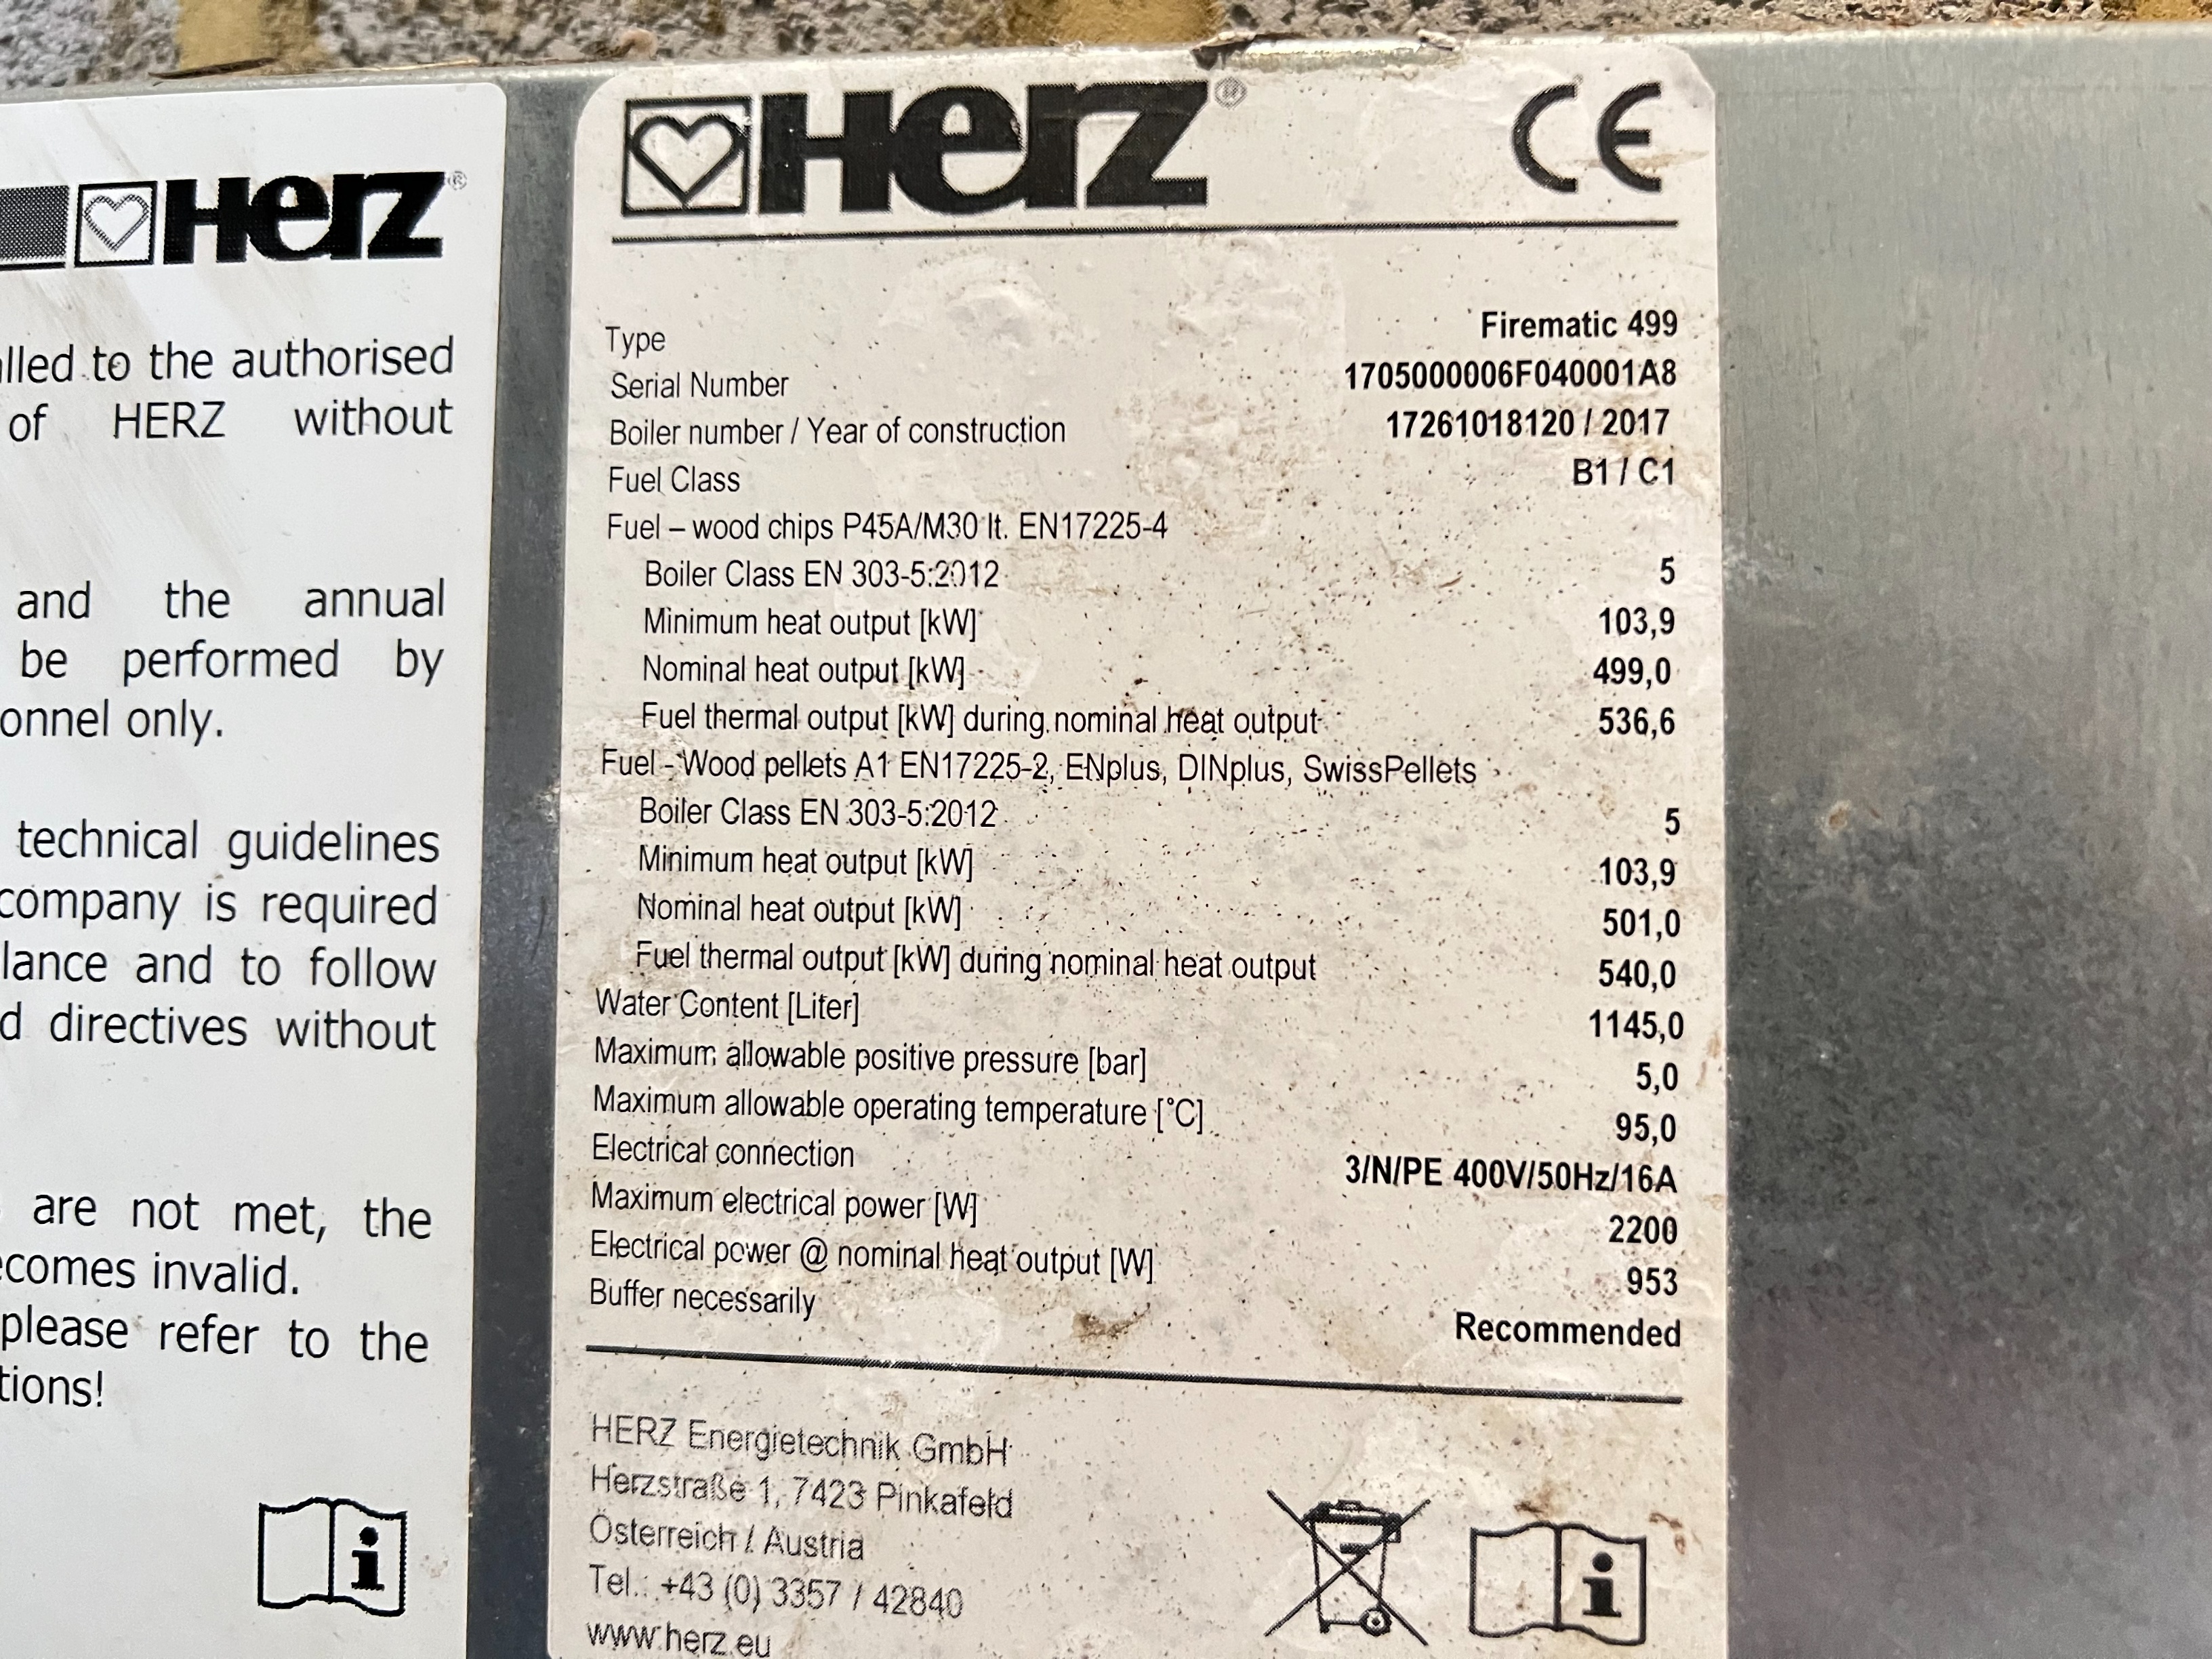 HERZ®
alled to the authorised
of HERZ without
and the annual
be performed by
onnel only.
technical guidelines
company is required
lance and to follow
d directives without
are not met, the
ecomes invalid.
please refer to the
tions!
HERZ® CE
Type Firematic 499
Serial Number 1705000006F040001A8
Boiler number / Year of construction 17261018120 / 2017
Fuel Class B1 / C1
Fuel – wood chips P45A/M30 lt. EN17225-4
Boiler Class EN 303-5:2012 5
Minimum heat output [kW] 103,9
Nominal heat output [kW] 499,0
Fuel thermal output [kW] during nominal heat output 536,6
Fuel - Wood pellets A1 EN17225-2, ENplus, DINplus, SwissPellets
Boiler Class EN 303-5:2012 5
Minimum heat output [kW] 103,9
Nominal heat output [kW] 501,0
Fuel thermal output [kW] during nominal heat output 540,0
Water Content [Liter] 1145,0
Maximum allowable positive pressure [bar] 5,0
Maximum allowable operating temperature [°C] 95,0
Electrical connection 3/N/PE 400V/50Hz/16A
Maximum electrical power [W] 2200
Electrical power @ nominal heat output [W] 953
Buffer necessarily Recommended
HERZ Energietechnik GmbH
Herzstraße 1, 7423 Pinkafeld
Österreich / Austria
Tel.: +43 (0) 3357 / 42840
www.herz.eu